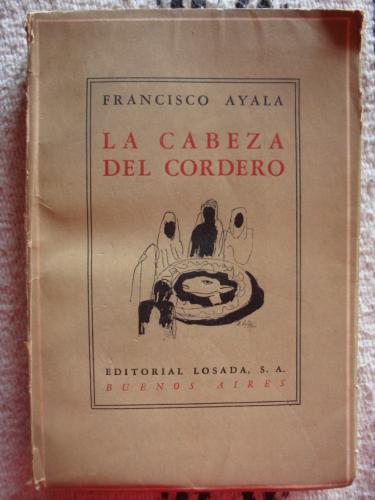 FRANCISCO AYALA
LA CABEZA
DEL CORDERO
EDITORIAL LOSADA, S. A.
BUENOS AIRES